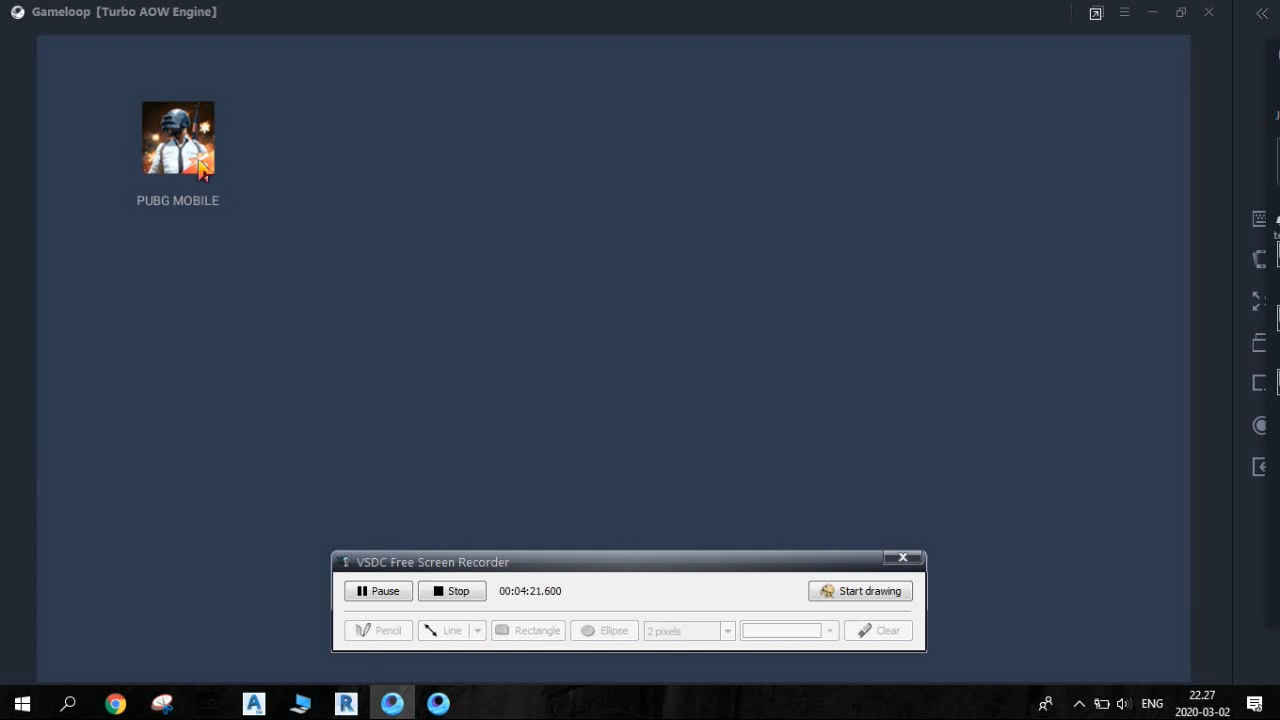 Gameloop【Turbo AOW Engine】
PUBG MOBILE
VSDC Free Screen Recorder
Pause
Stop
00:04:21.600
Start drawing
Pencil
Line
Rectangle
Ellipse
2 pixels
Clear
A
R
ENG
22.27
2020-03-02